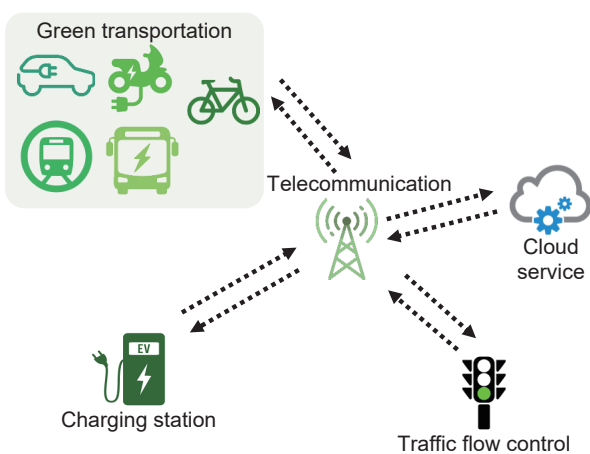 Green transportation
Telecommunication
Cloud
service
EV
Charging station
Traffic flow control